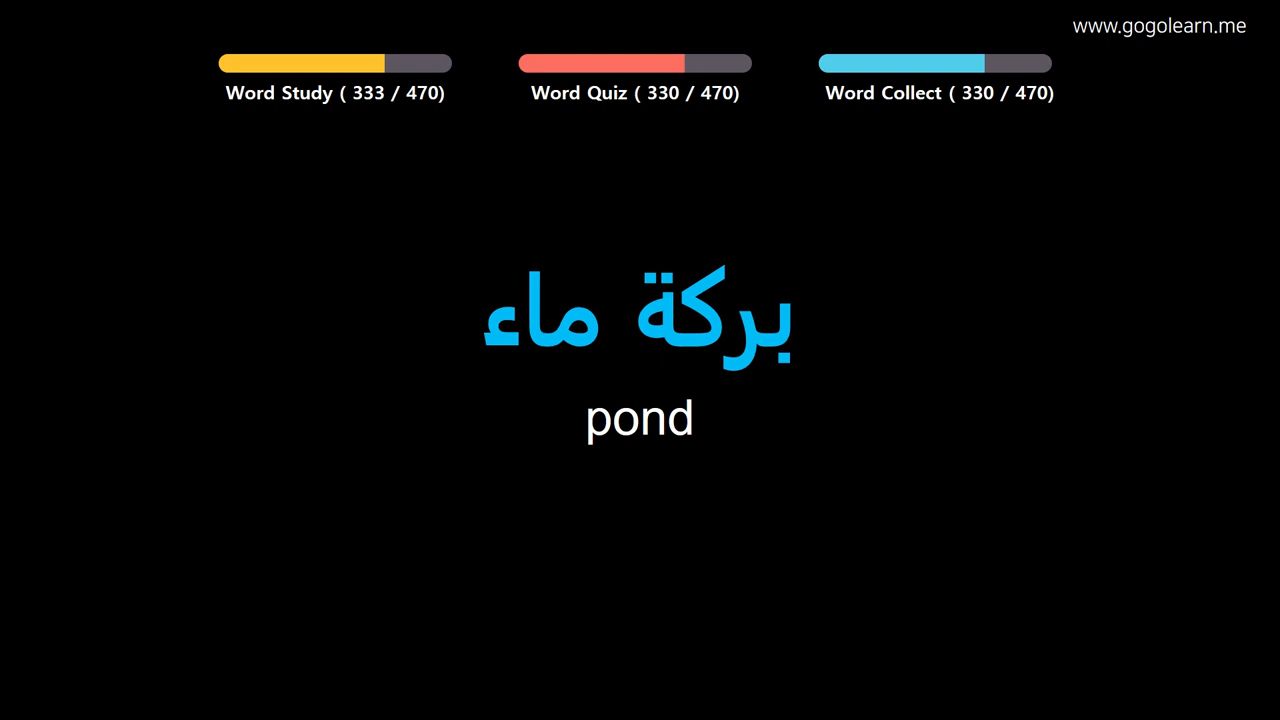 www.gogolearn.me
Word Study ( 333 / 470)
Word Quiz ( 330 / 470)
Word Collect ( 330 / 470)
بركة ماء
pond